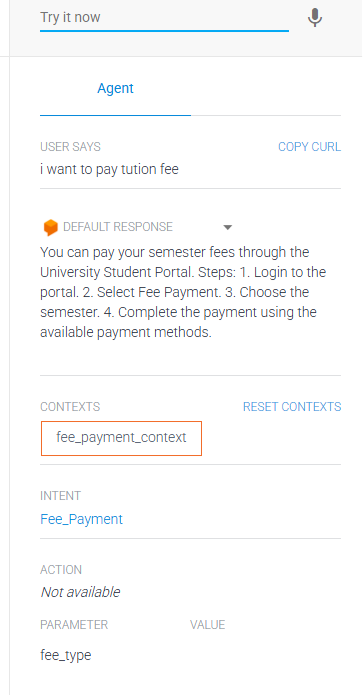 Try it now
Agent
USER SAYS COPY CURL
i want to pay tution fee
DEFAULT RESPONSE
You can pay your semester fees through the
University Student Portal. Steps: 1. Login to the
portal. 2. Select Fee Payment. 3. Choose the
semester. 4. Complete the payment using the
available payment methods.
CONTEXTS RESET CONTEXTS
fee_payment_context
INTENT
Fee_Payment
ACTION
Not available
PARAMETER VALUE
fee_type